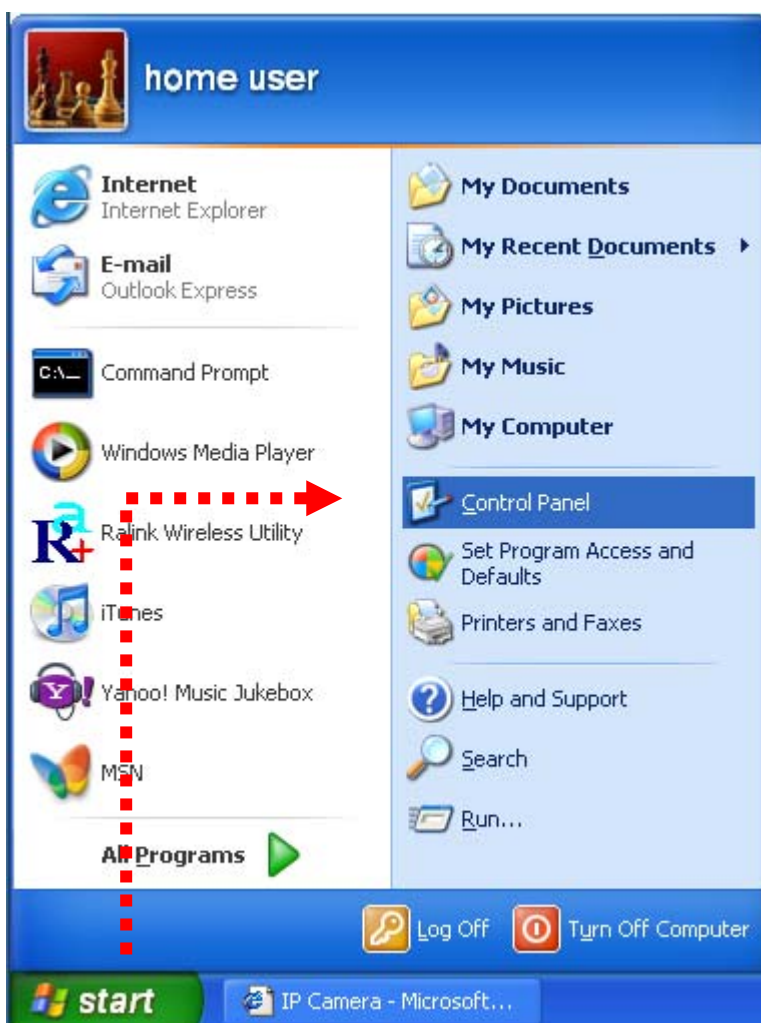 home user
Internet
Internet Explorer
E-mail
Outlook Express
C:\_
Command Prompt
Windows Media Player
Ralink Wireless Utility
iTunes
Yahoo! Music Jukebox
MSN
All Programs
My Documents
My Recent Documents
My Pictures
My Music
My Computer
Control Panel
Set Program Access and
Defaults
Printers and Faxes
Help and Support
Search
Run...
Log Off
Turn Off Computer
start
IP Camera - Microsoft...